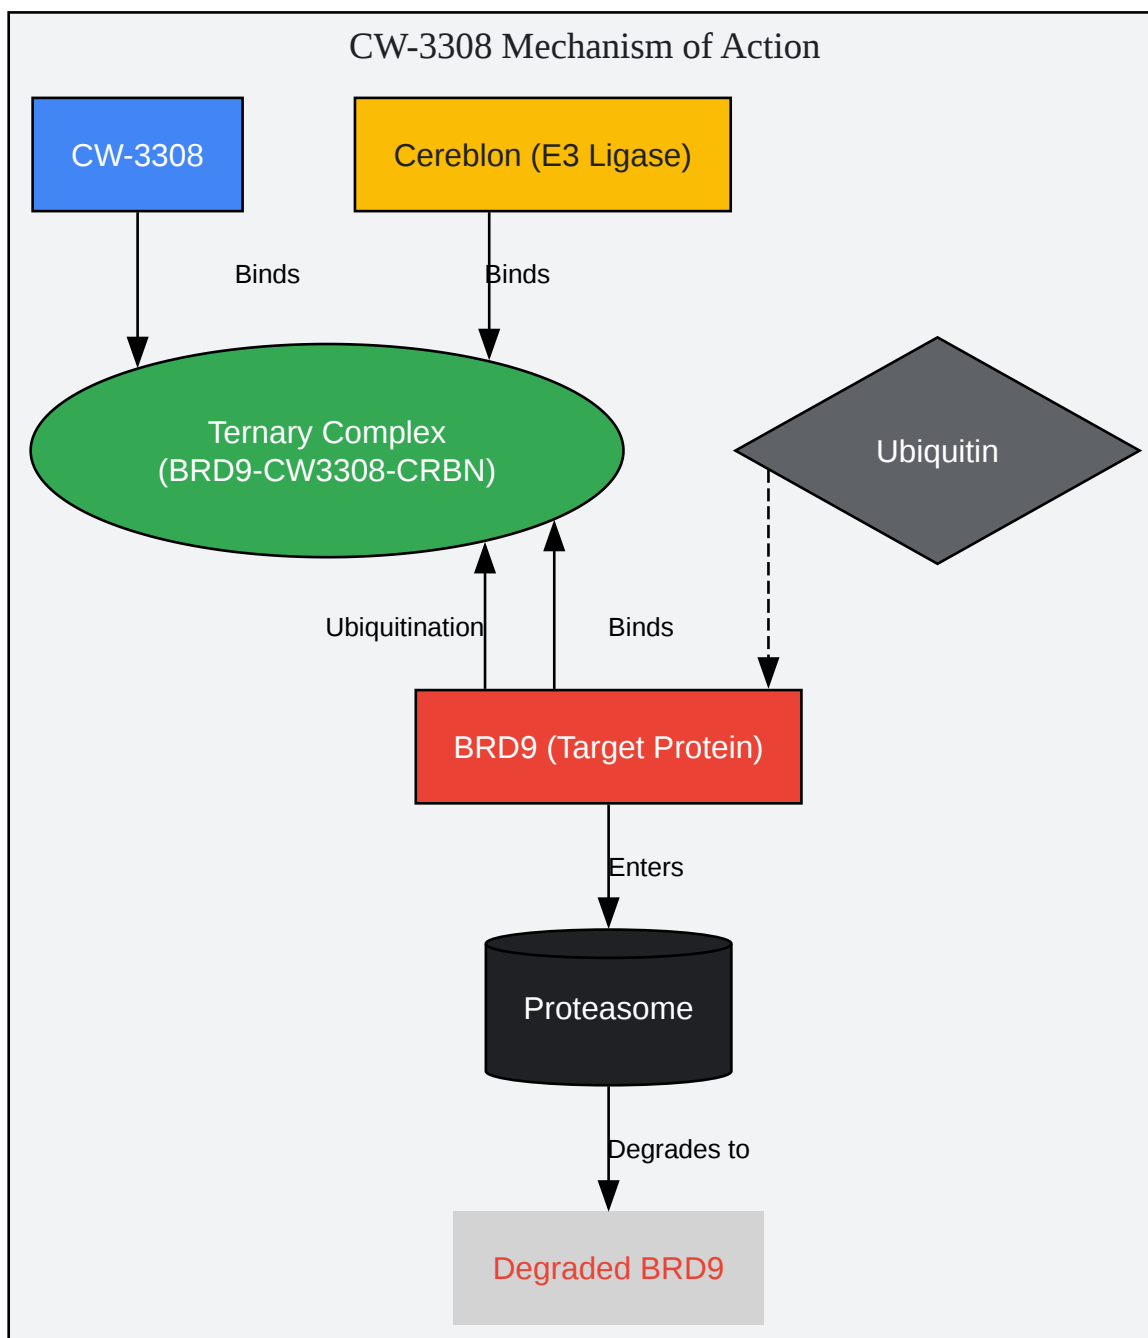 CW-3308 Mechanism of Action
CW-3308
Cereblon (E3 Ligase)
Binds
Binds
Ternary Complex
(BRD9-CW3308-CRBN)
Ubiquitin
Ubiquitination
Binds
BRD9 (Target Protein)
Enters
Proteasome
Degrades to
Degraded BRD9